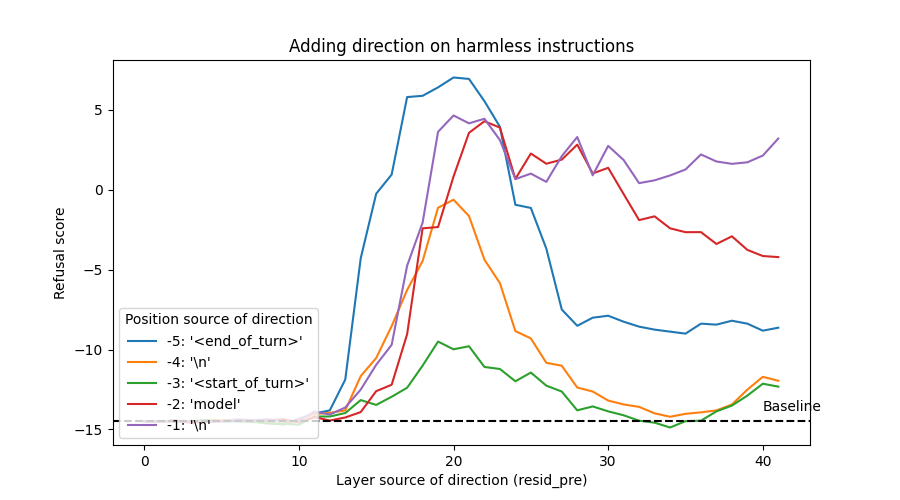 Adding direction on harmless instructions
Refusal score
5
0
−5
−10
−15
Position source of direction
-5: '<end_of_turn>'
-4: '\n'
-3: '<start_of_turn>'
-2: 'model'
-1: '\n'
Baseline
0 10 20 30 40
Layer source of direction (resid_pre)